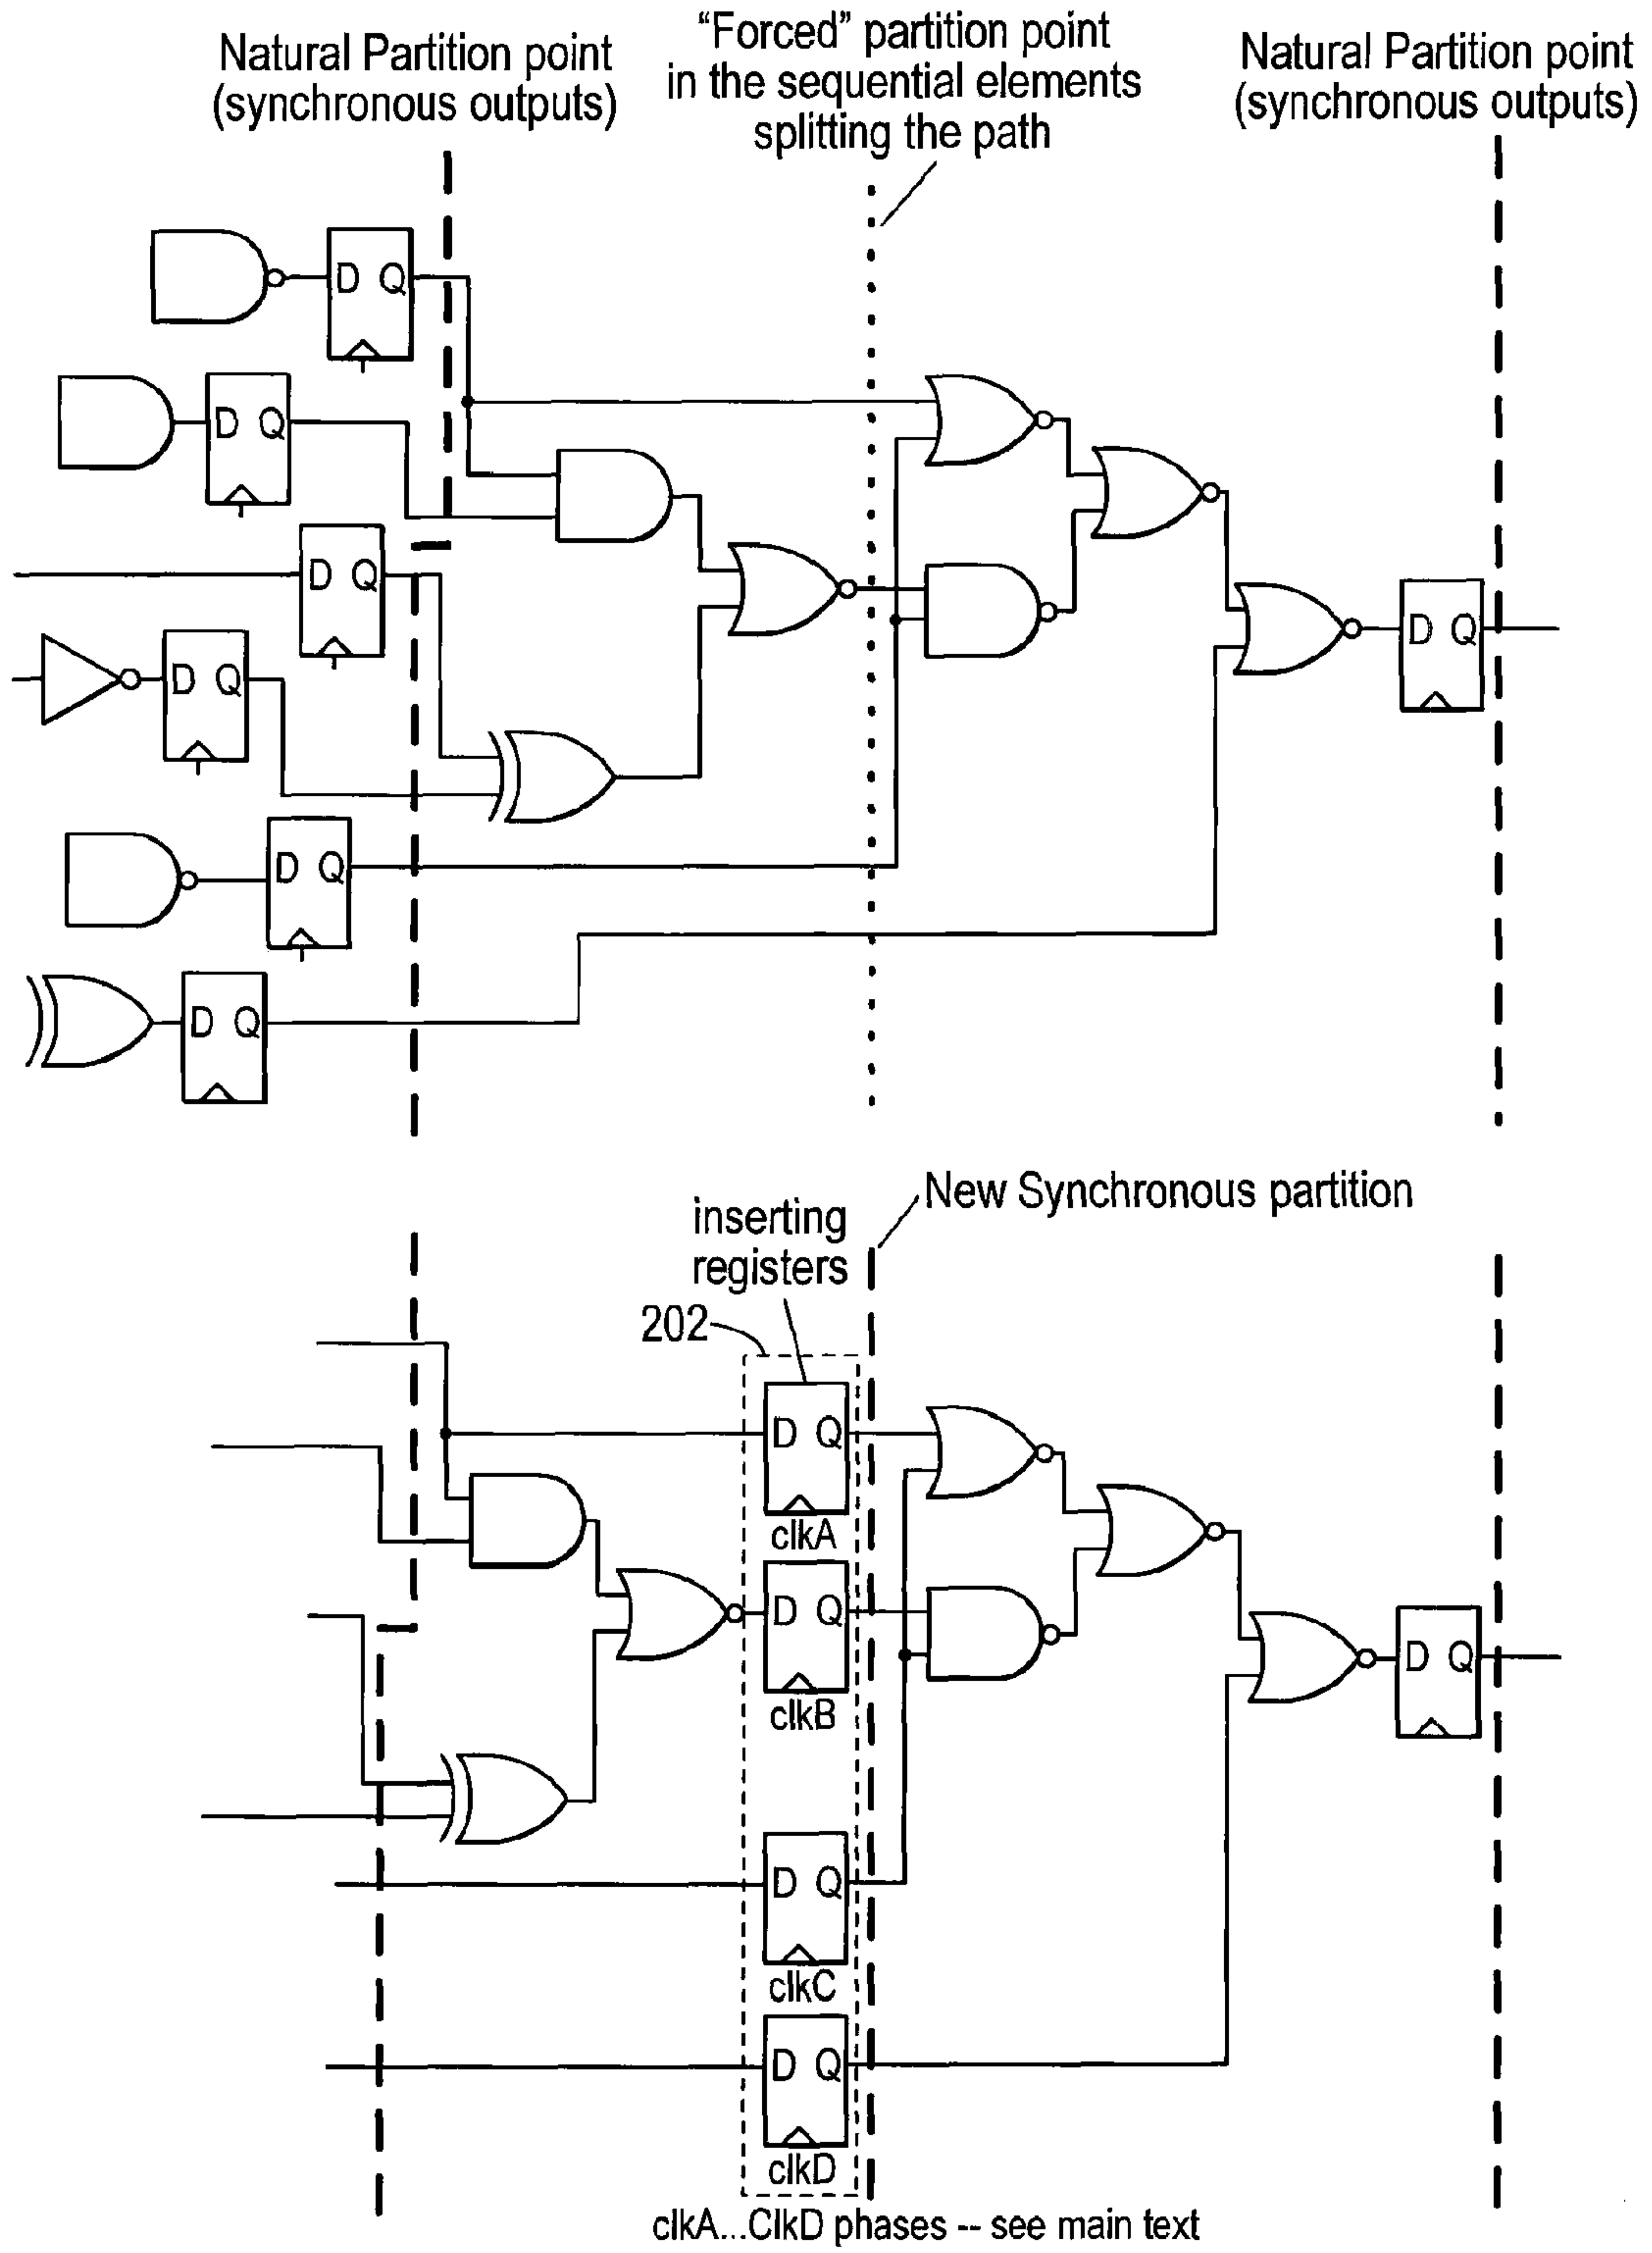 Natural Partition point
(synchronous outputs)
“Forced” partition point
in the sequential elements
splitting the path
Natural Partition point
(synchronous outputs)
D Q
D Q
D Q
D Q
D Q
D Q
D Q
New Synchronous partition
inserting
registers
202
D Q
clkA
D Q
clkB
D Q
D Q
clkC
D Q
clkD
clkA...ClkD phases -- see main text